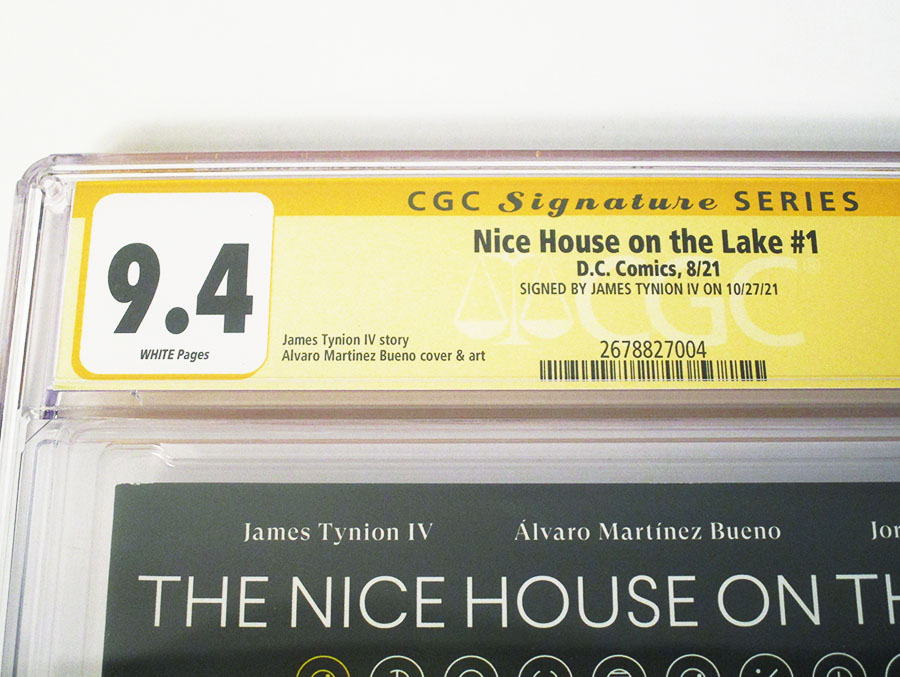 CGC Signature SERIES
9.4
WHITE Pages
Nice House on the Lake #1
D.C. Comics, 8/21
SIGNED BY JAMES TYNION IV ON 10/27/21
CGC
James Tynion IV story
Alvaro Martinez Bueno cover & art
2678827004
James Tynion IV Álvaro Martínez Bueno Jor
THE NICE HOUSE ON TH